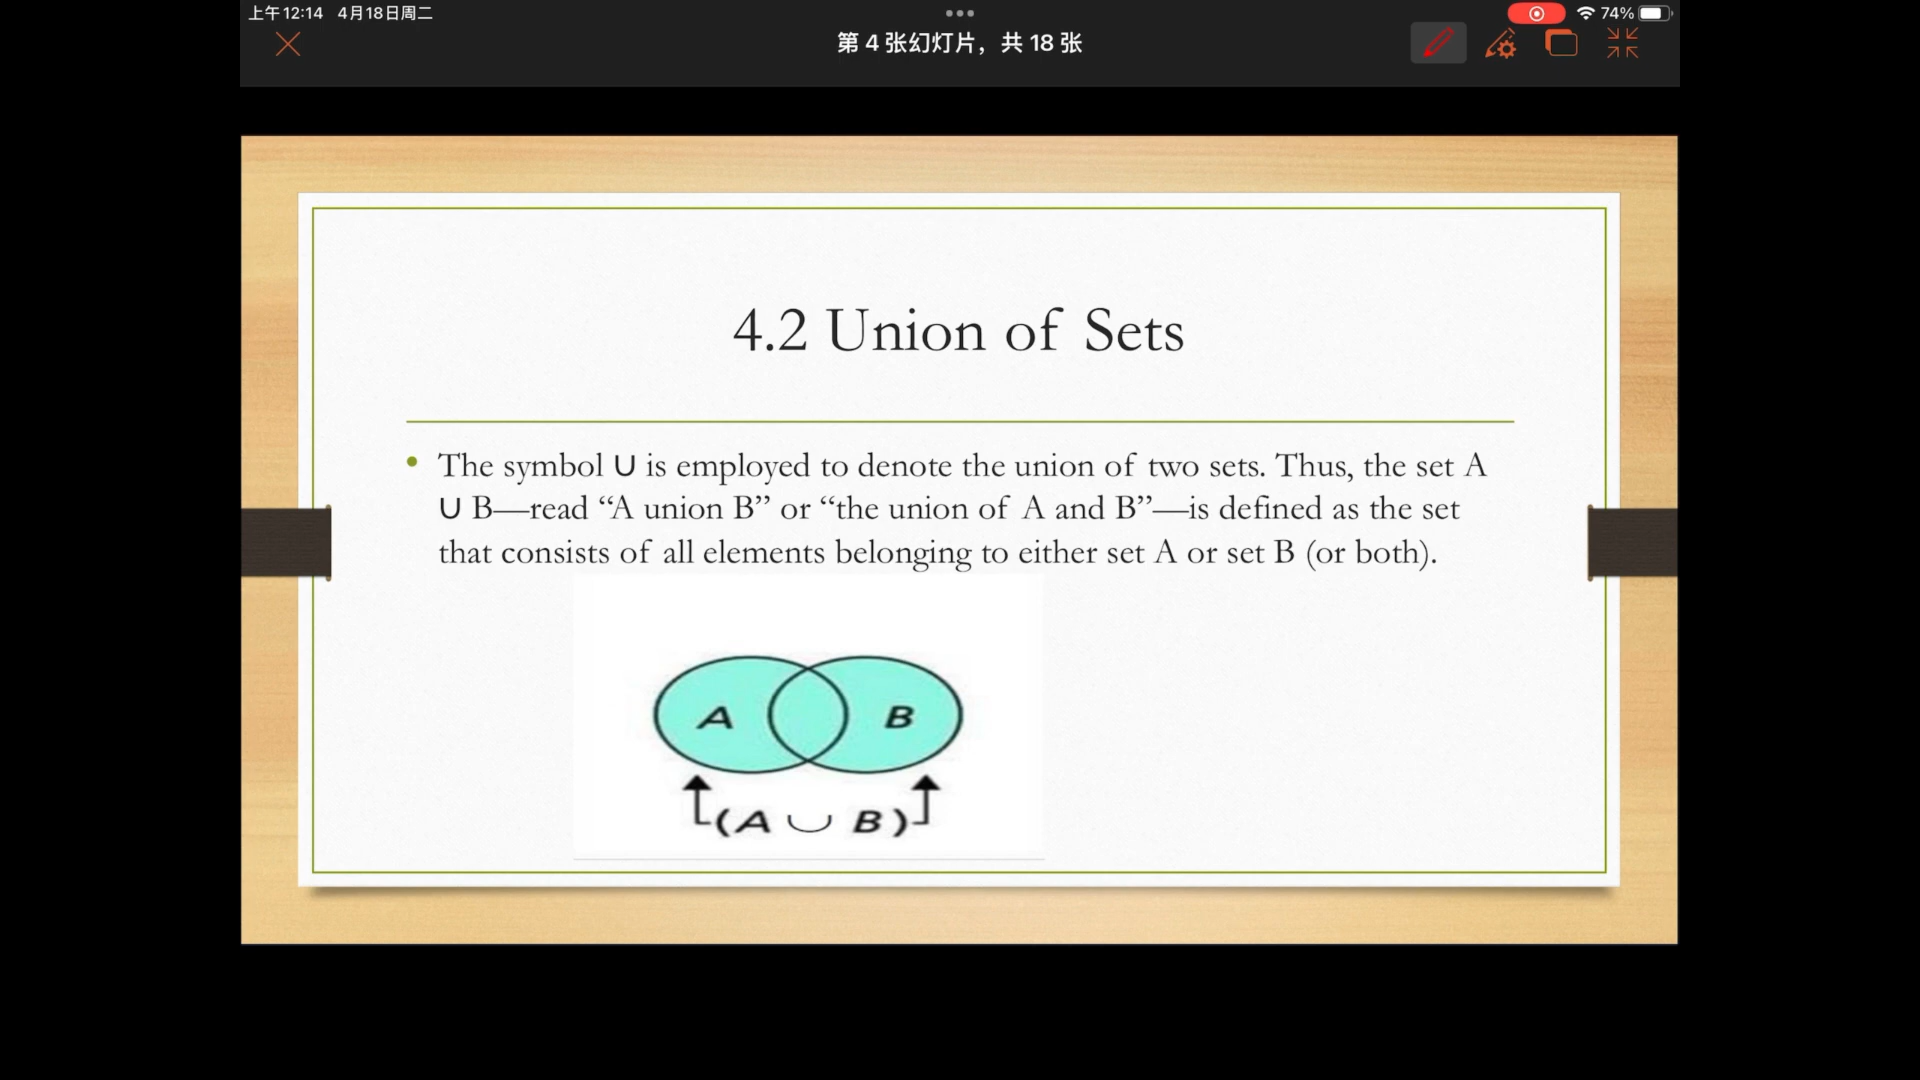 上午12:14 4月18日周二
74%
第 4 张幻灯片，共 18 张
4.2 Union of Sets
• The symbol ∪ is employed to denote the union of two sets. Thus, the set A
∪ B—read “A union B” or “the union of A and B”—is defined as the set
that consists of all elements belonging to either set A or set B (or both).
A B
(A ∪ B)